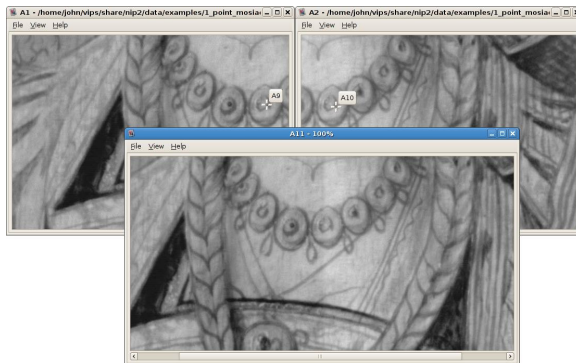 A1 - /home/john/vips/share/nip2/data/examples/1_point_mosia
File View Help
A9
A2 - /home/john/vips/share/nip2/data/examples/1_point_mosia
File View Help
A10
A11 - 100%
File View Help